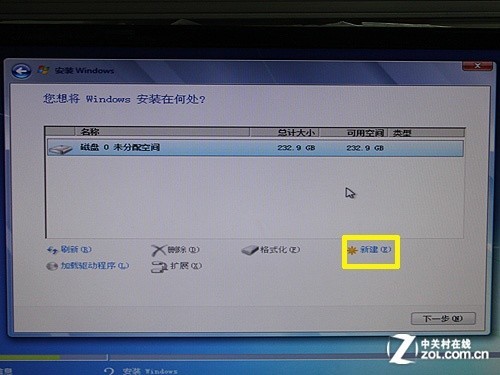 安装 Windows
您想将 Windows 安装在何处?
名称 总计大小 可用空间 类型
磁盘 0 未分配空间 232.9 GB 232.9 GB
刷新(R) 删除(D) 格式化(F) 新建(E)
加载驱动程序(L) 扩展(X)
下一步(N)
中关村在线
ZOL.COM.CN
信息 2 安装 Windows